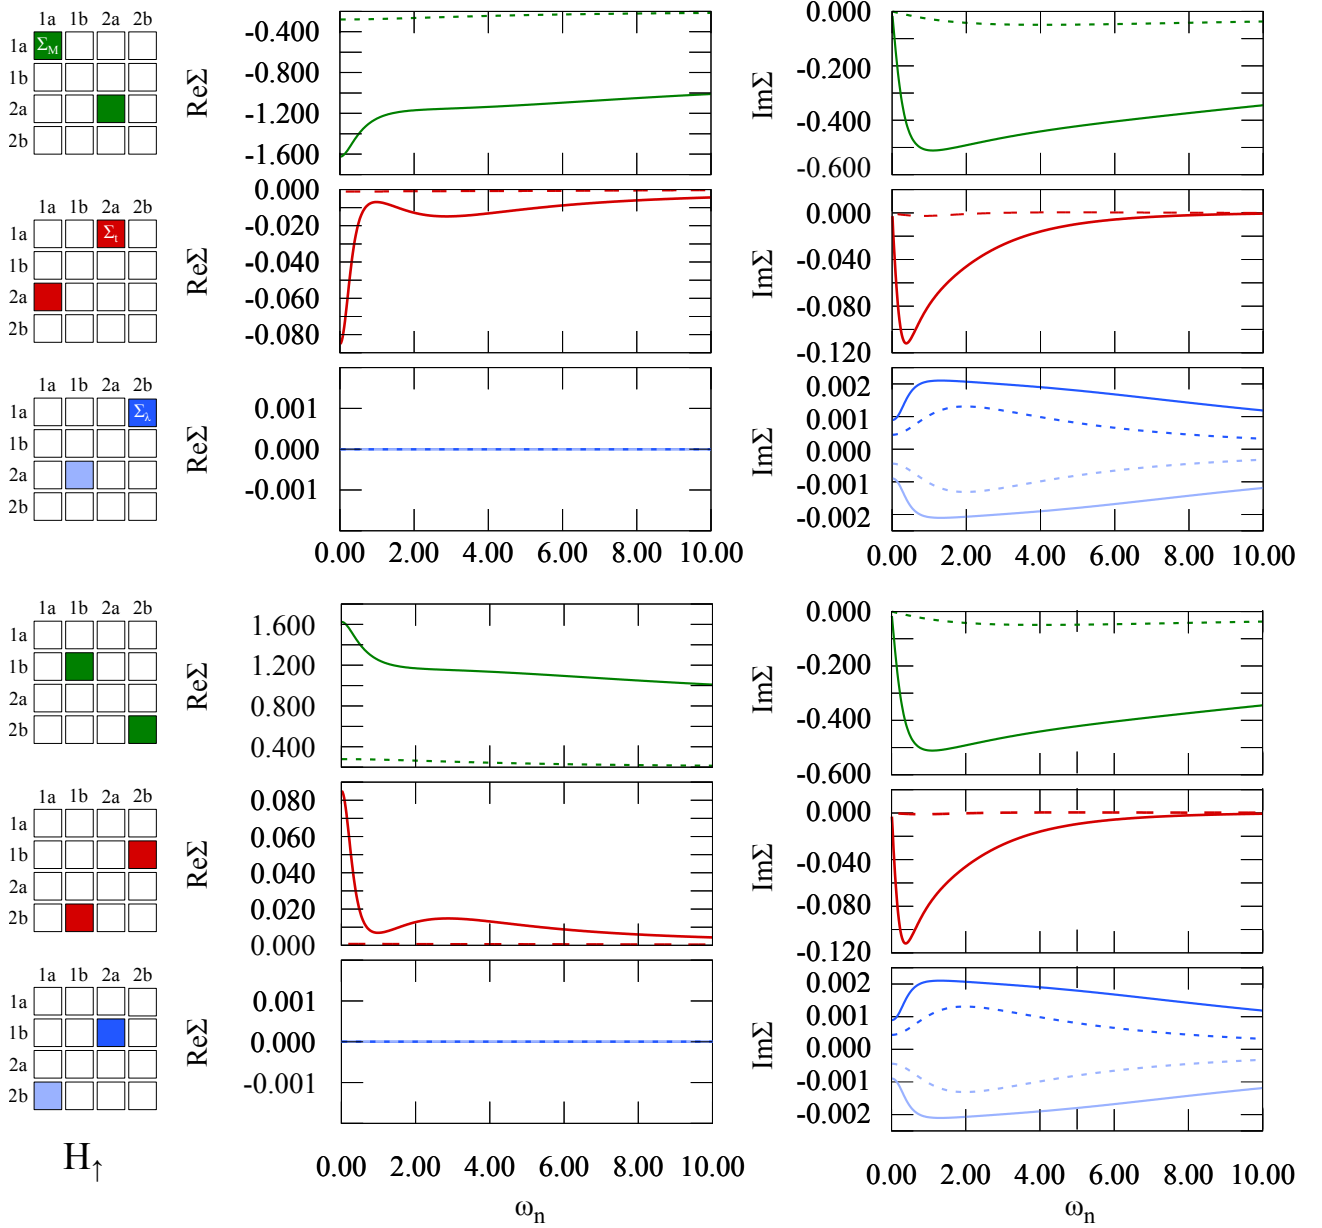 1a 1b 2a 2b
1a Σ_M
1b
2a
2b
ReΣ
-0.400
-0.800
-1.200
-1.600
ImΣ
0.000
-0.200
-0.400
-0.600
1a 1b 2a 2b
1a Σ_t
1b
2a
2b
ReΣ
0.000
-0.020
-0.040
-0.060
-0.080
ImΣ
0.000
-0.040
-0.080
-0.120
1a 1b 2a 2b
1a Σ_λ
1b
2a
2b
ReΣ
0.001
0.000
-0.001
0.00 2.00 4.00 6.00 8.00 10.00
ImΣ
0.002
0.001
0.000
-0.001
-0.002
0.00 2.00 4.00 6.00 8.00 10.00
1a 1b 2a 2b
1a
1b
2a
2b
ReΣ
1.600
1.200
0.800
0.400
ImΣ
0.000
-0.200
-0.400
-0.600
1a 1b 2a 2b
1a
1b
2a
2b
ReΣ
0.080
0.060
0.040
0.020
0.000
ImΣ
0.000
-0.040
-0.080
-0.120
1a 1b 2a 2b
1a
1b
2a
2b
ReΣ
0.001
0.000
-0.001
0.00 2.00 4.00 6.00 8.00 10.00
ω_n
ImΣ
0.002
0.001
0.000
-0.001
-0.002
0.00 2.00 4.00 6.00 8.00 10.00
ω_n
H_↑